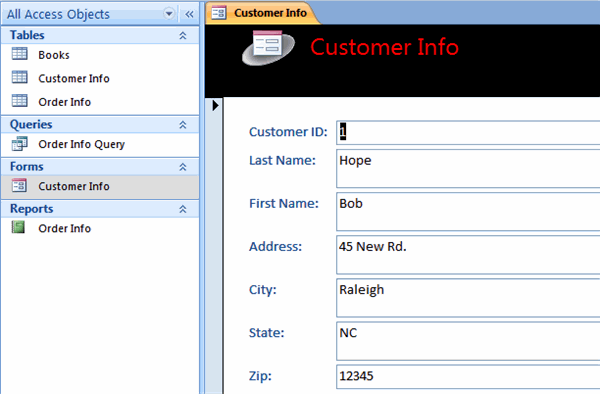 All Access Objects
Tables
Books
Customer Info
Order Info
Queries
Order Info Query
Forms
Customer Info
Reports
Order Info
Customer Info
Customer Info
Customer ID: 1
Last Name: Hope
First Name: Bob
Address: 45 New Rd.
City: Raleigh
State: NC
Zip: 12345